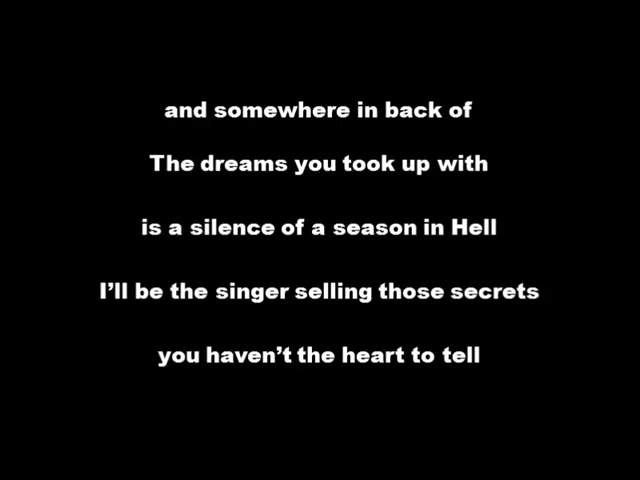 and somewhere in back of
The dreams you took up with
is a silence of a season in Hell
I’ll be the singer selling those secrets
you haven’t the heart to tell